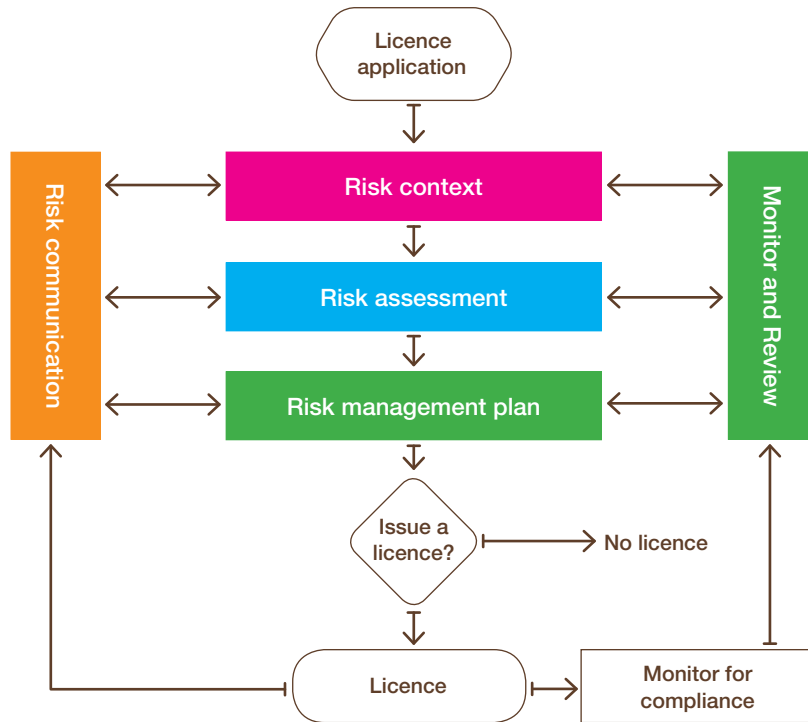 Licence
application
Risk context
Risk communication
Monitor and Review
Risk assessment
Risk management plan
Issue a
licence?
No licence
Licence
Monitor for
compliance